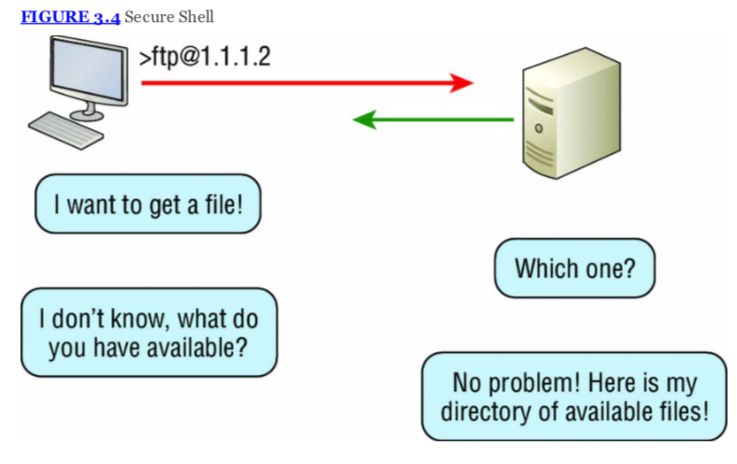 FIGURE 3.4 Secure Shell
>ftp@1.1.1.2
I want to get a file!
Which one?
I don't know, what do
you have available?
No problem! Here is my
directory of available files!